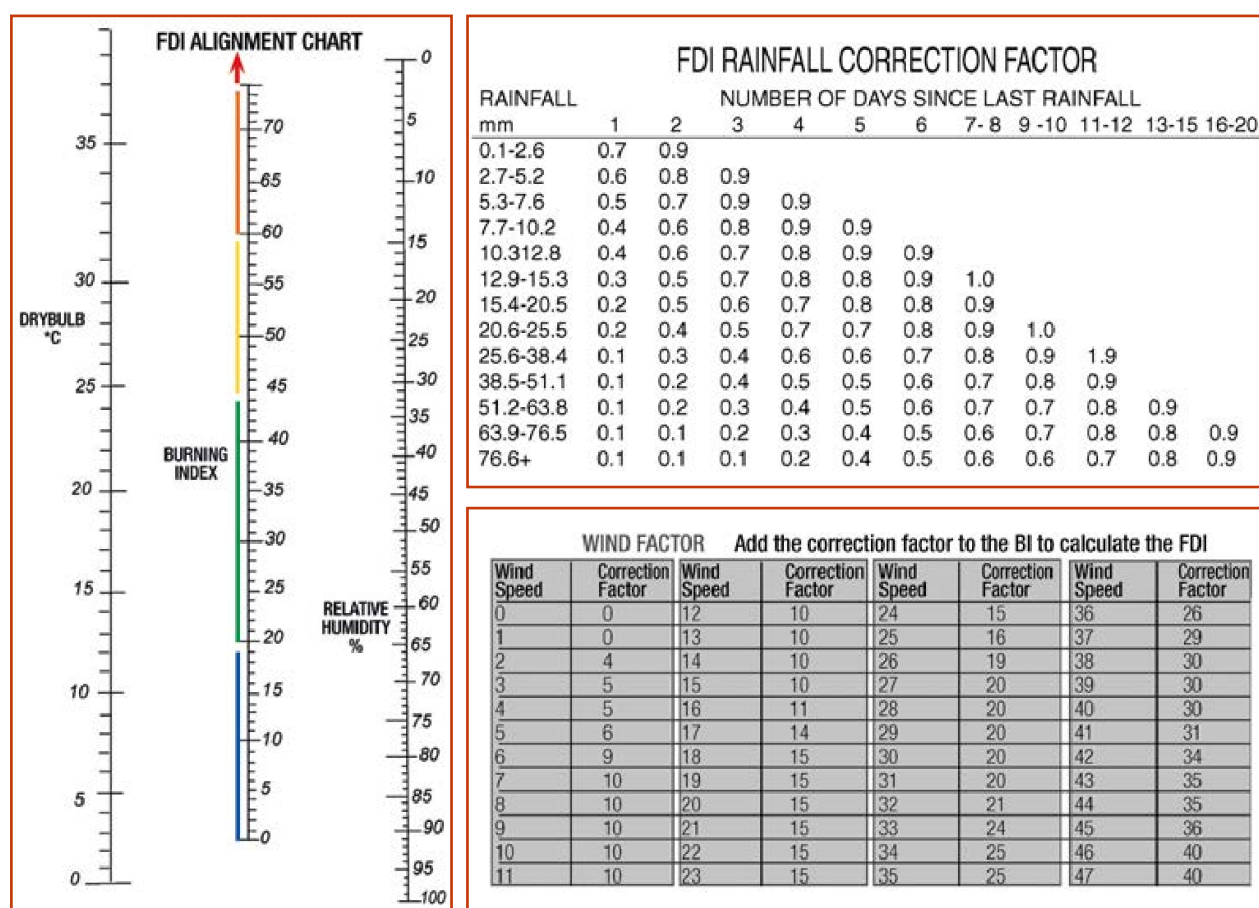 FDI ALIGNMENT CHART
0
5
10
15
20
25
30
35
40
45
50
55
60
65
70
75
80
85
90
95
100
RELATIVE
HUMIDITY
%
70
65
60
55
50
45
40
35
30
25
20
15
10
5
0
BURNING
INDEX
35
30
25
20
15
10
5
0
DRYBULB
*C
FDI RAINFALL CORRECTION FACTOR
RAINFALL NUMBER OF DAYS SINCE LAST RAINFALL
mm 1 2 3 4 5 6 7- 8 9 -10 11-12 13-15 16-20
0.1-2.6 0.7 0.9
2.7-5.2 0.6 0.8 0.9
5.3-7.6 0.5 0.7 0.9 0.9
7.7-10.2 0.4 0.6 0.8 0.9 0.9
10.312.8 0.4 0.6 0.7 0.8 0.9 0.9
12.9-15.3 0.3 0.5 0.7 0.8 0.8 0.9 1.0
15.4-20.5 0.2 0.5 0.6 0.7 0.8 0.8 0.9
20.6-25.5 0.2 0.4 0.5 0.7 0.7 0.8 0.9 1.0
25.6-38.4 0.1 0.3 0.4 0.6 0.6 0.7 0.8 0.9 1.9
38.5-51.1 0.1 0.2 0.4 0.5 0.5 0.6 0.7 0.8 0.9
51.2-63.8 0.1 0.2 0.3 0.4 0.5 0.6 0.7 0.7 0.8 0.9
63.9-76.5 0.1 0.1 0.2 0.3 0.4 0.5 0.6 0.7 0.8 0.8 0.9
76.6+ 0.1 0.1 0.1 0.2 0.4 0.5 0.6 0.6 0.7 0.8 0.9
WIND FACTOR Add the correction factor to the BI to calculate the FDI
Wind Correction Wind Correction Wind Correction Wind Correction
Speed Factor Speed Factor Speed Factor Speed Factor
0 0 12 10 24 15 36 26
1 0 13 10 25 16 37 29
2 4 14 10 26 19 38 30
3 5 15 10 27 20 39 30
4 5 16 11 28 20 40 30
5 6 17 14 29 20 41 31
6 9 18 15 30 20 42 34
7 10 19 15 31 20 43 35
8 10 20 15 32 21 44 35
9 10 21 15 33 24 45 36
10 10 22 15 34 25 46 40
11 10 23 15 35 25 47 40